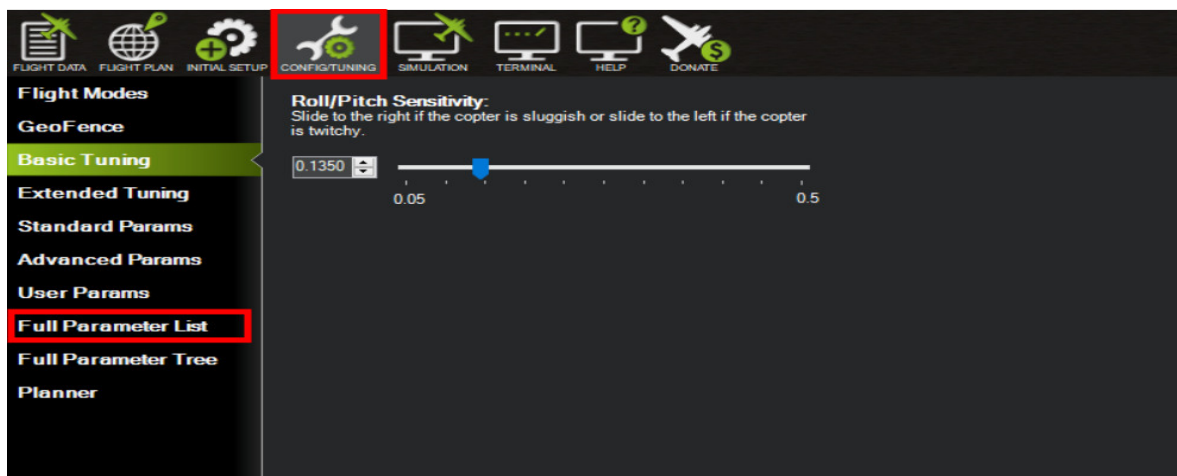 FLIGHT DATA
FLIGHT PLAN
INITIAL SETUP
CONFIG/TUNING
SIMULATION
TERMINAL
HELP
DONATE
Flight Modes
GeoFence
Basic Tuning
Extended Tuning
Standard Params
Advanced Params
User Params
Full Parameter List
Full Parameter Tree
Planner
Roll/Pitch Sensitivity:
Slide to the right if the copter is sluggish or slide to the left if the copter
is twitchy.
0.1350
0.05
0.5